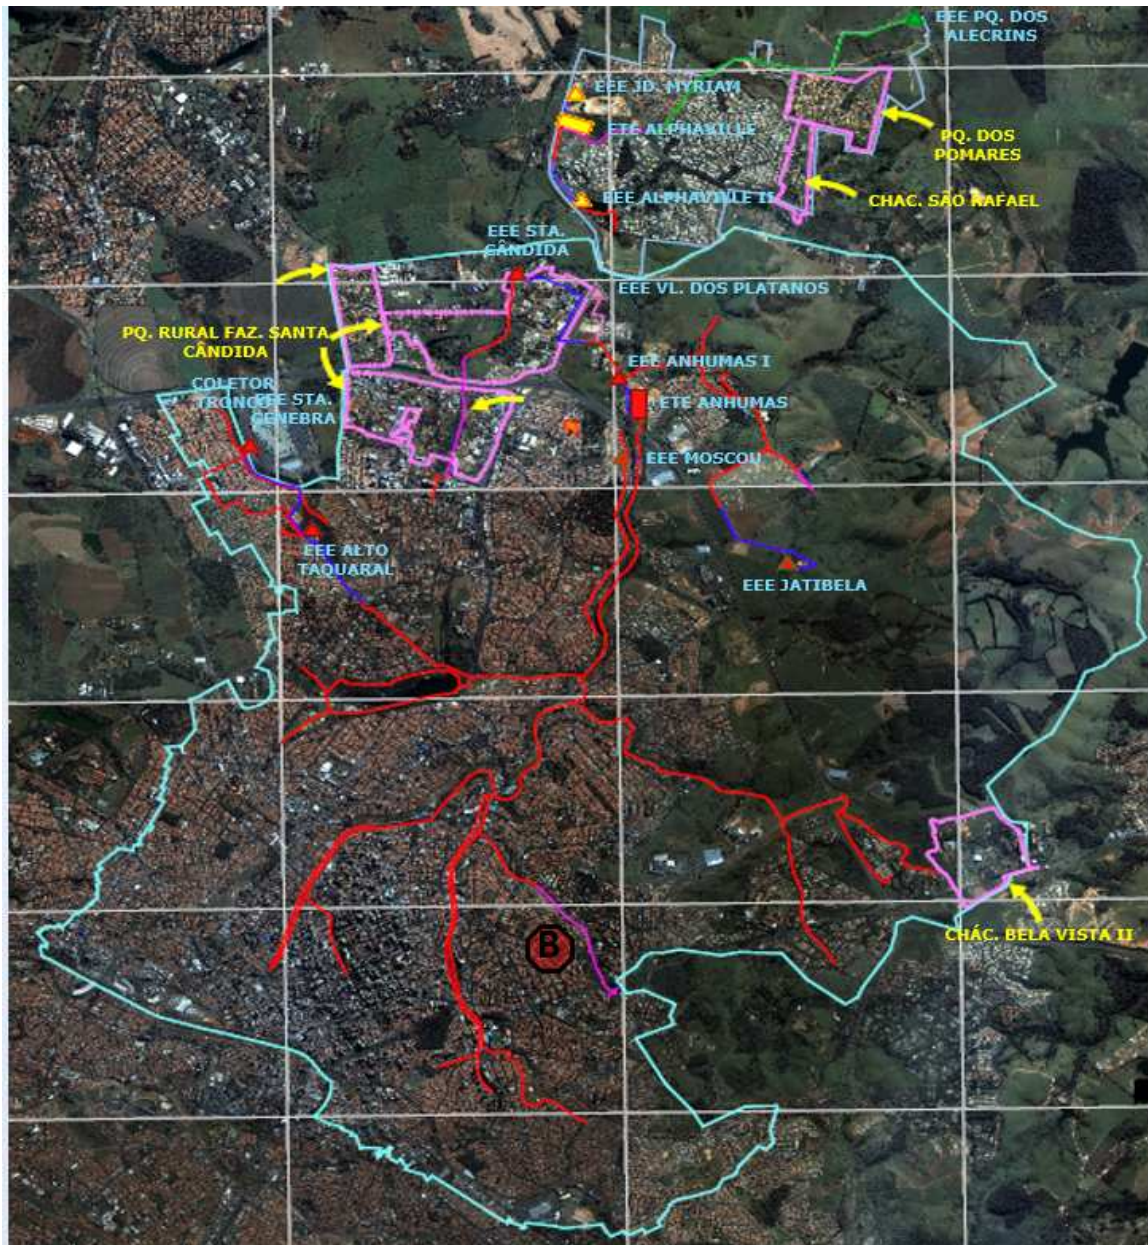 EEE PQ. DOS
ALECRINS
EEE JD. MYRIAM
ETE ALPHAVILLE
PQ. DOS
POMARES
EEE ALPHAVILLE II
CHAC. SÃO RAFAEL
EEE STA.
CÂNDIDA
EEE VL. DOS PLATANOS
PQ. RURAL FAZ. SANTA
CÂNDIDA
EEE ANHUMAS I
COLETOR
TRONCO
EEE STA.
GENEBRA
ETE ANHUMAS
EEE MOSCOU
EEE ALTO
TAQUARAL
EEE JATIBELA
CHÁC. BELA VISTA II
B